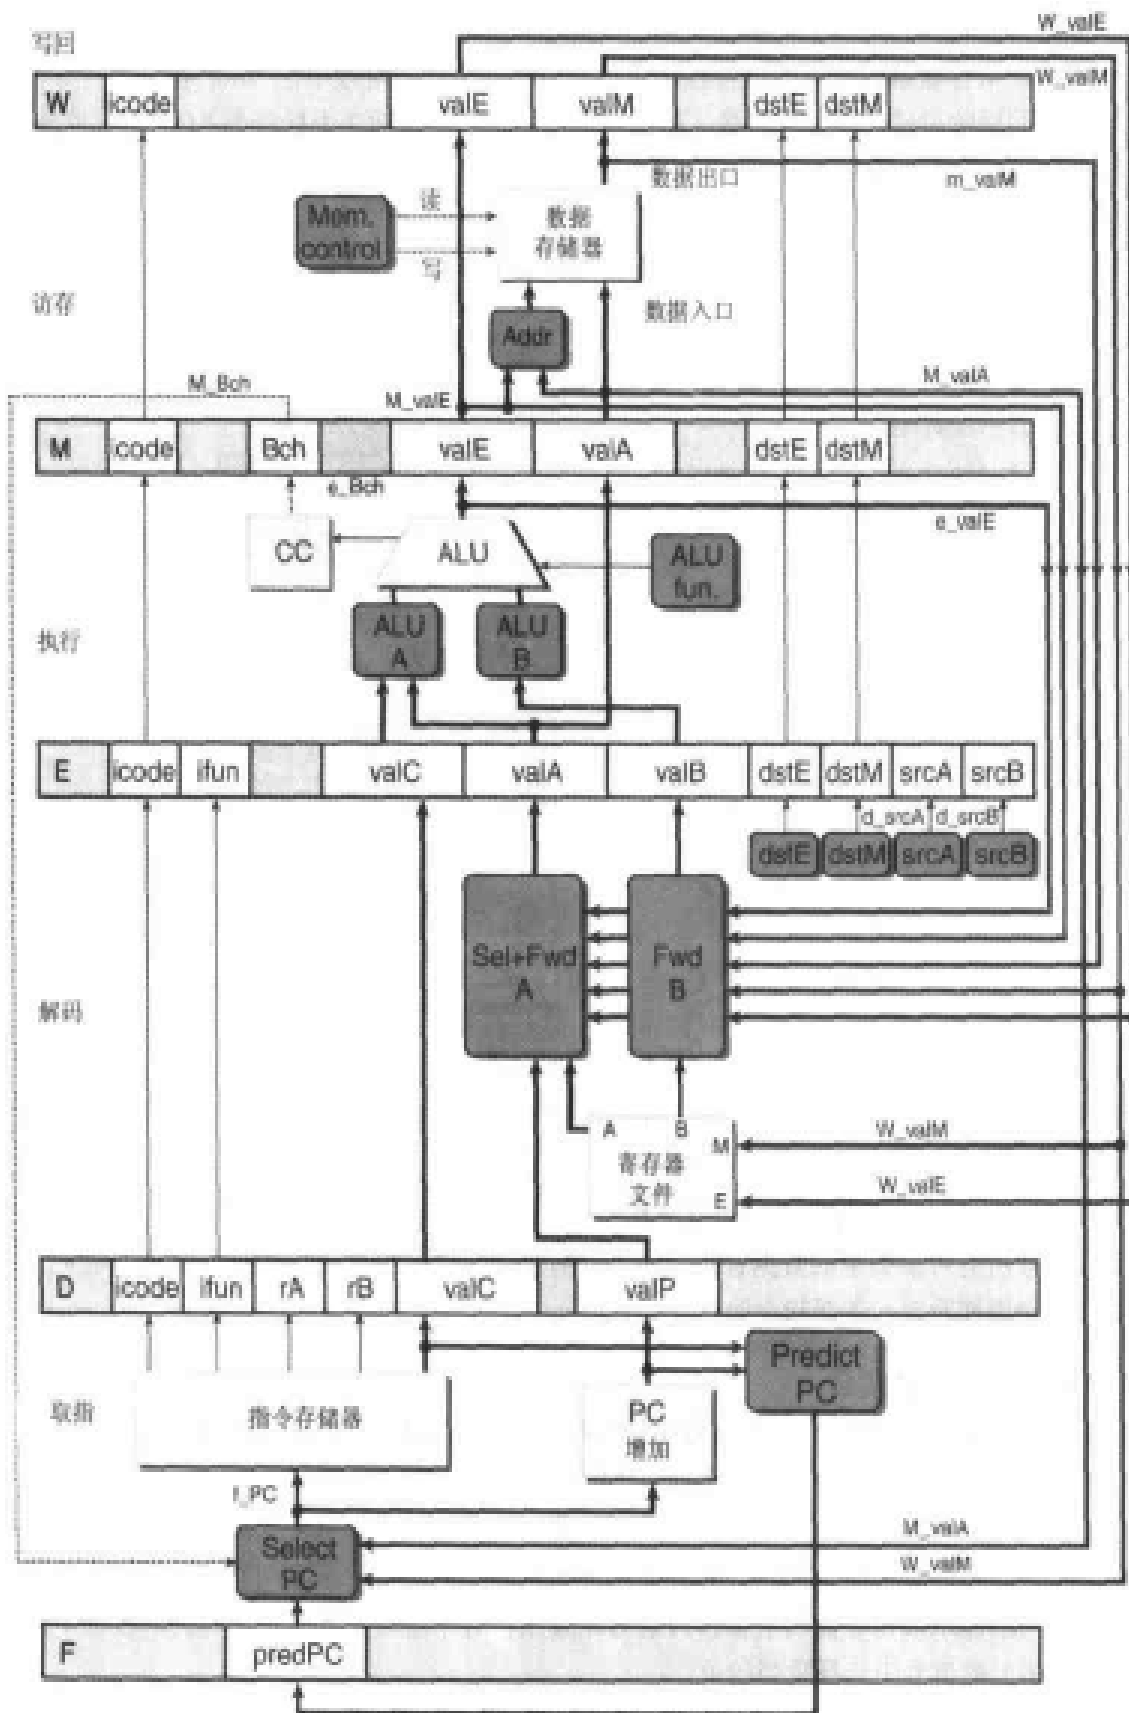 W_valE
写回
W_valM
W icode valE valM dstE dstM
数据出口
m_valM
Mem.
control
读
写
数据
存储器
访存
数据入口
Addr
M_Bch
M_valE
M_valA
M icode Bch valE valA dstE dstM
e_Bch
e_valE
CC
ALU
ALU
fun.
执行
ALU
A
ALU
B
E icode ifun valC valA valB dstE dstM srcA srcB
d_srcA d_srcB
dstE dstM srcA srcB
Sel+Fwd
A
Fwd
B
解码
A B
M
寄存器
文件
E
W_valM
W_valE
D icode ifun rA rB valC valP
Predict
PC
取指
指令存储器
PC
增加
f_PC
Select
PC
M_valA
W_valM
F predPC